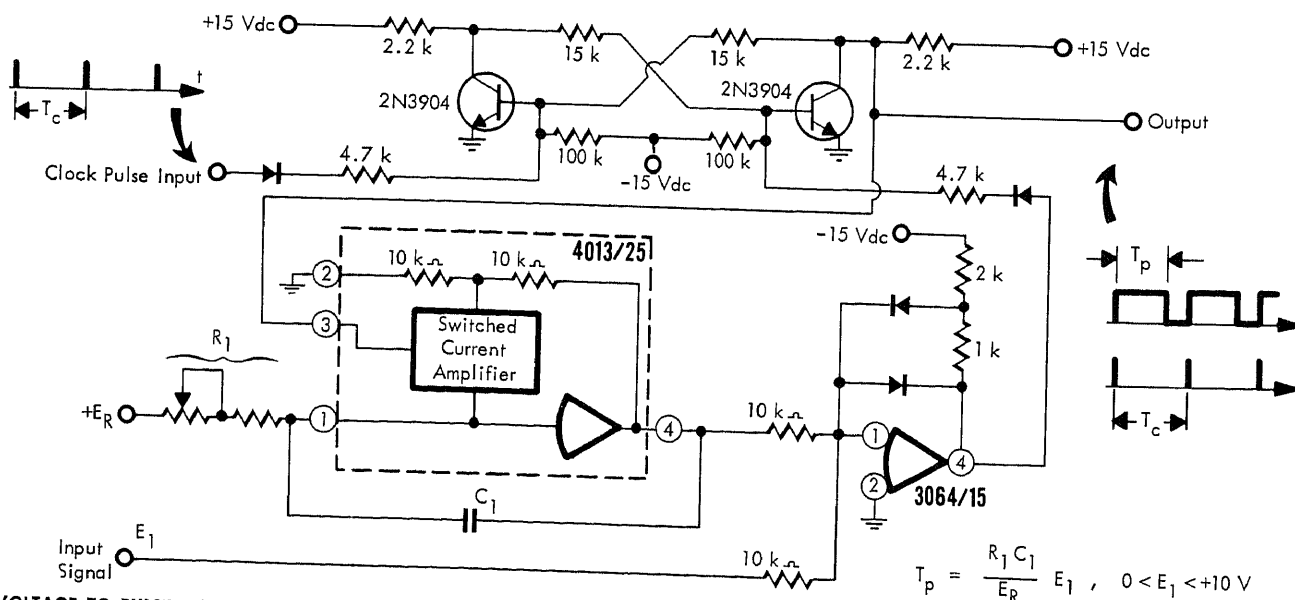 +15 Vdc
2.2 k
15 k
15 k
2.2 k
+15 Vdc
t
T_c
2N3904
2N3904
Output
100 k
100 k
-15 Vdc
Clock Pulse Input
4.7 k
4.7 k
-15 Vdc
4013/25
2
10 k Ω
10 k Ω
2 k
T_p
3
Switched
Current
Amplifier
1 k
R_1
+E_R
1
4
10 k Ω
1
T_c
2
4
3064/15
C_1
E_1
Input
Signal
10 k Ω
T_p = R_1 C_1 / E_R E_1 , 0 < E_1 < +10 V